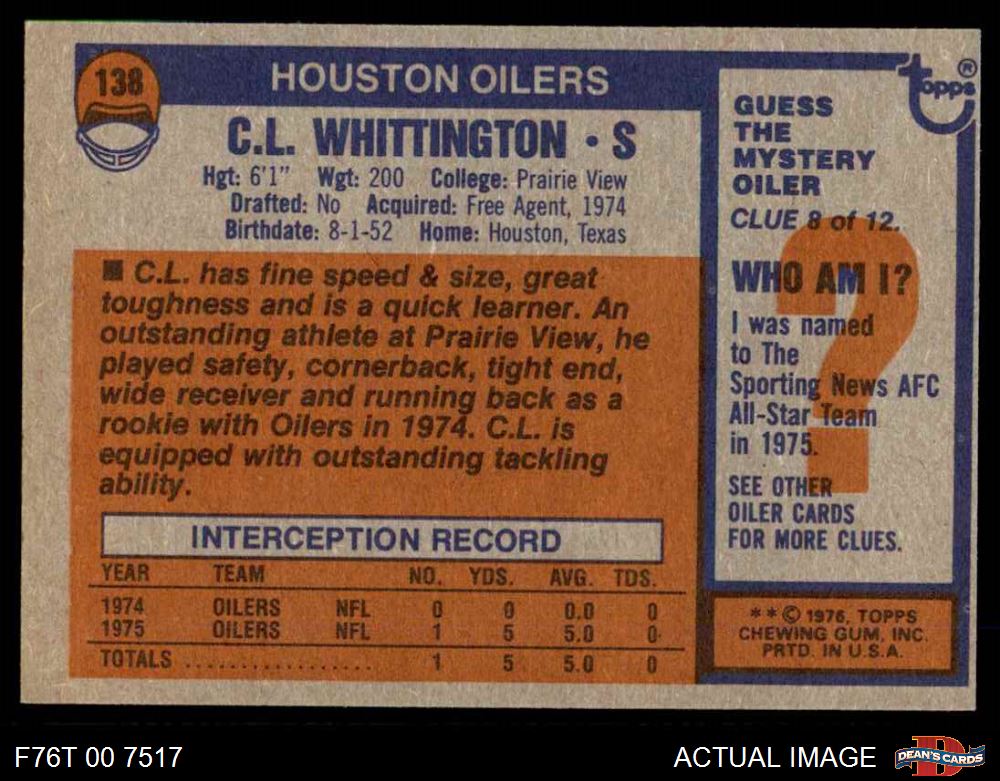 138
HOUSTON OILERS
C.L. WHITTINGTON · S
Hgt: 6'1" Wgt: 200 College: Prairie View
Drafted: No Acquired: Free Agent, 1974
Birthdate: 8-1-52 Home: Houston, Texas
■ C.L. has fine speed & size, great
toughness and is a quick learner. An
outstanding athlete at Prairie View, he
played safety, cornerback, tight end,
wide receiver and running back as a
rookie with Oilers in 1974. C.L. is
equipped with outstanding tackling
ability.
INTERCEPTION RECORD
YEAR TEAM NO. YDS. AVG. TDS.
1974 OILERS NFL 0 0 0.0 0
1975 OILERS NFL 1 5 5.0 0
TOTALS .................. 1 5 5.0 0
topps ®
GUESS
THE
MYSTERY
OILER
CLUE 8 of 12.
WHO AM I?
I was named
to The
Sporting News AFC
All-Star Team
in 1975.
SEE OTHER
OILER CARDS
FOR MORE CLUES.
?
* * © 1976, TOPPS
CHEWING GUM, INC.
PRTD. IN U.S.A.
F76T 00 7517
ACTUAL IMAGE
D
DEAN'S CARDS